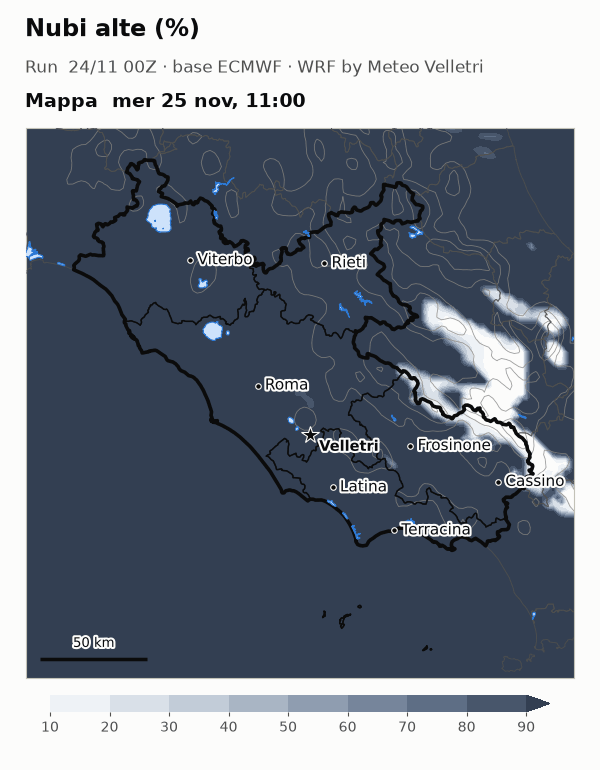 Nubi alte (%)
Run  24/11 00Z · base ECMWF · WRF by Meteo Velletri
Mappa  mer 25 nov, 11:00
Viterbo
Rieti
Roma
Velletri
Frosinone
Latina
Cassino
Terracina
50 km
10 20 30 40 50 60 70 80 90